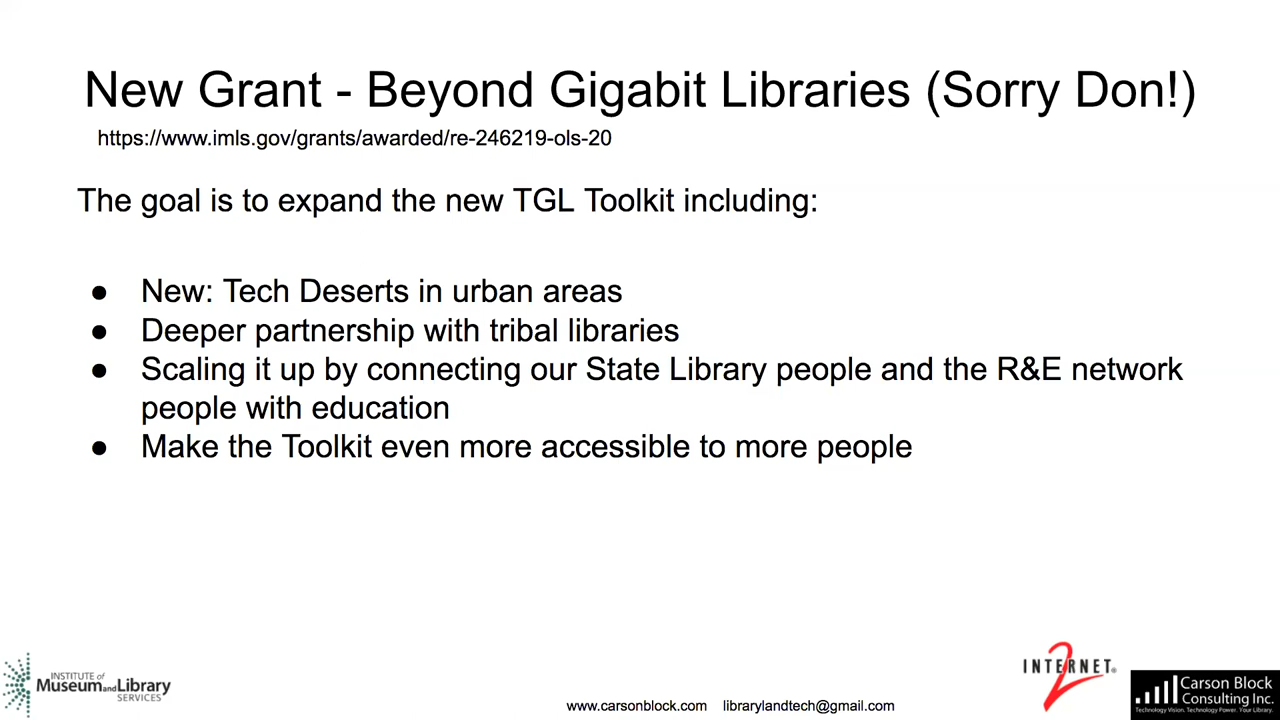 New Grant - Beyond Gigabit Libraries (Sorry Don!)
https://www.imls.gov/grants/awarded/re-246219-ols-20
The goal is to expand the new TGL Toolkit including:
● New: Tech Deserts in urban areas
● Deeper partnership with tribal libraries
● Scaling it up by connecting our State Library people and the R&E network
people with education
● Make the Toolkit even more accessible to more people
INSTITUTE of
Museum and Library
SERVICES
www.carsonblock.com librarylandtech@gmail.com
INTERNET®
2
Carson Block
Consulting Inc.
Technology Vision. Technology Power. Your Library.